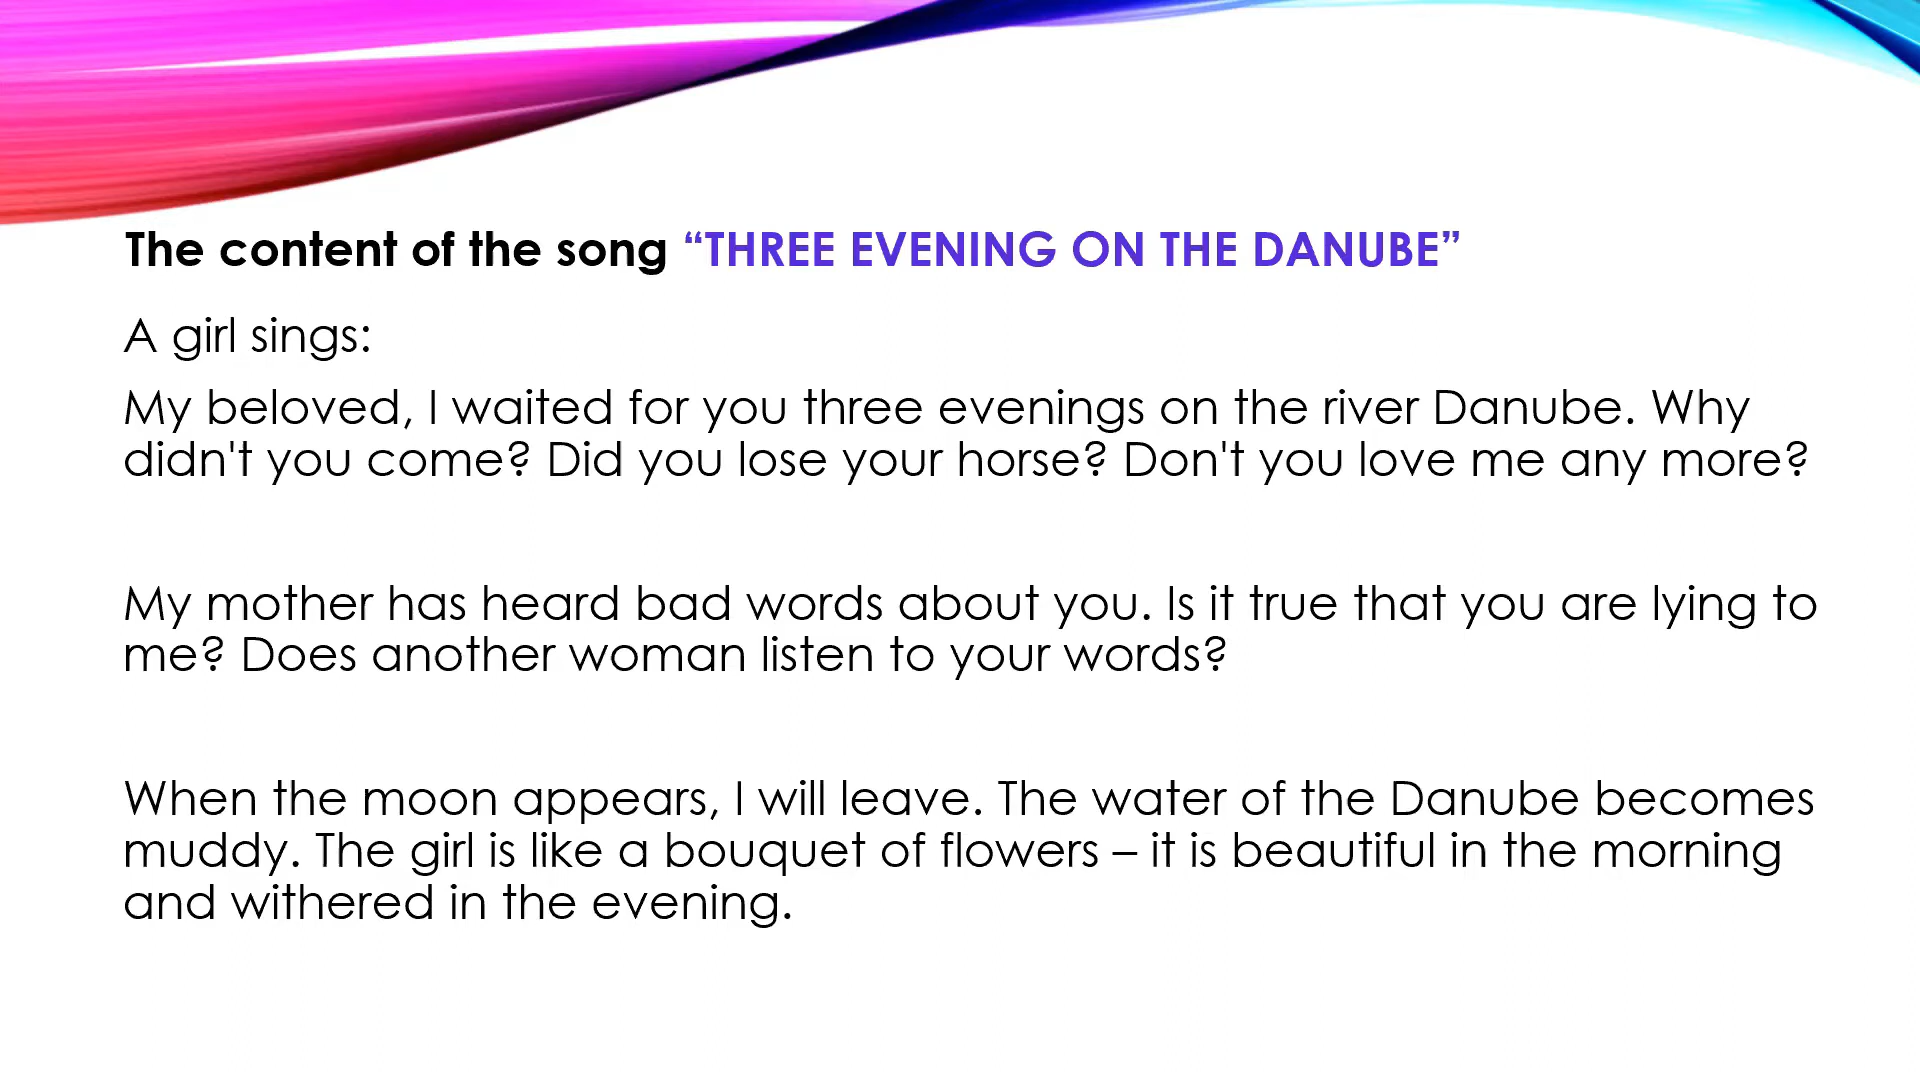 The content of the song “THREE EVENING ON THE DANUBE”
A girl sings:
My beloved, I waited for you three evenings on the river Danube. Why
didn't you come? Did you lose your horse? Don't you love me any more?
My mother has heard bad words about you. Is it true that you are lying to
me? Does another woman listen to your words?
When the moon appears, I will leave. The water of the Danube becomes
muddy. The girl is like a bouquet of flowers – it is beautiful in the morning
and withered in the evening.